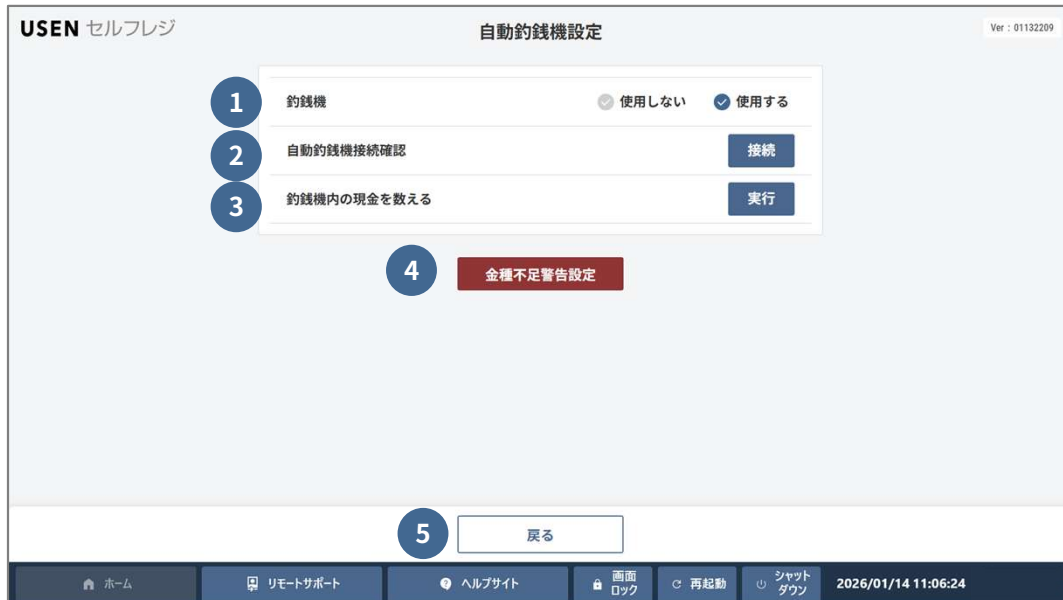 USEN セルフレジ
自動釣銭機設定
Ver : 01132209
1 釣銭機 使用しない 使用する
2 自動釣銭機接続確認 接続
3 釣銭機内の現金を数える 実行
4 金種不足警告設定
5 戻る
ホーム
リモートサポート
ヘルプサイト
画面
ロック
再起動
シャット
ダウン
2026/01/14 11:06:24